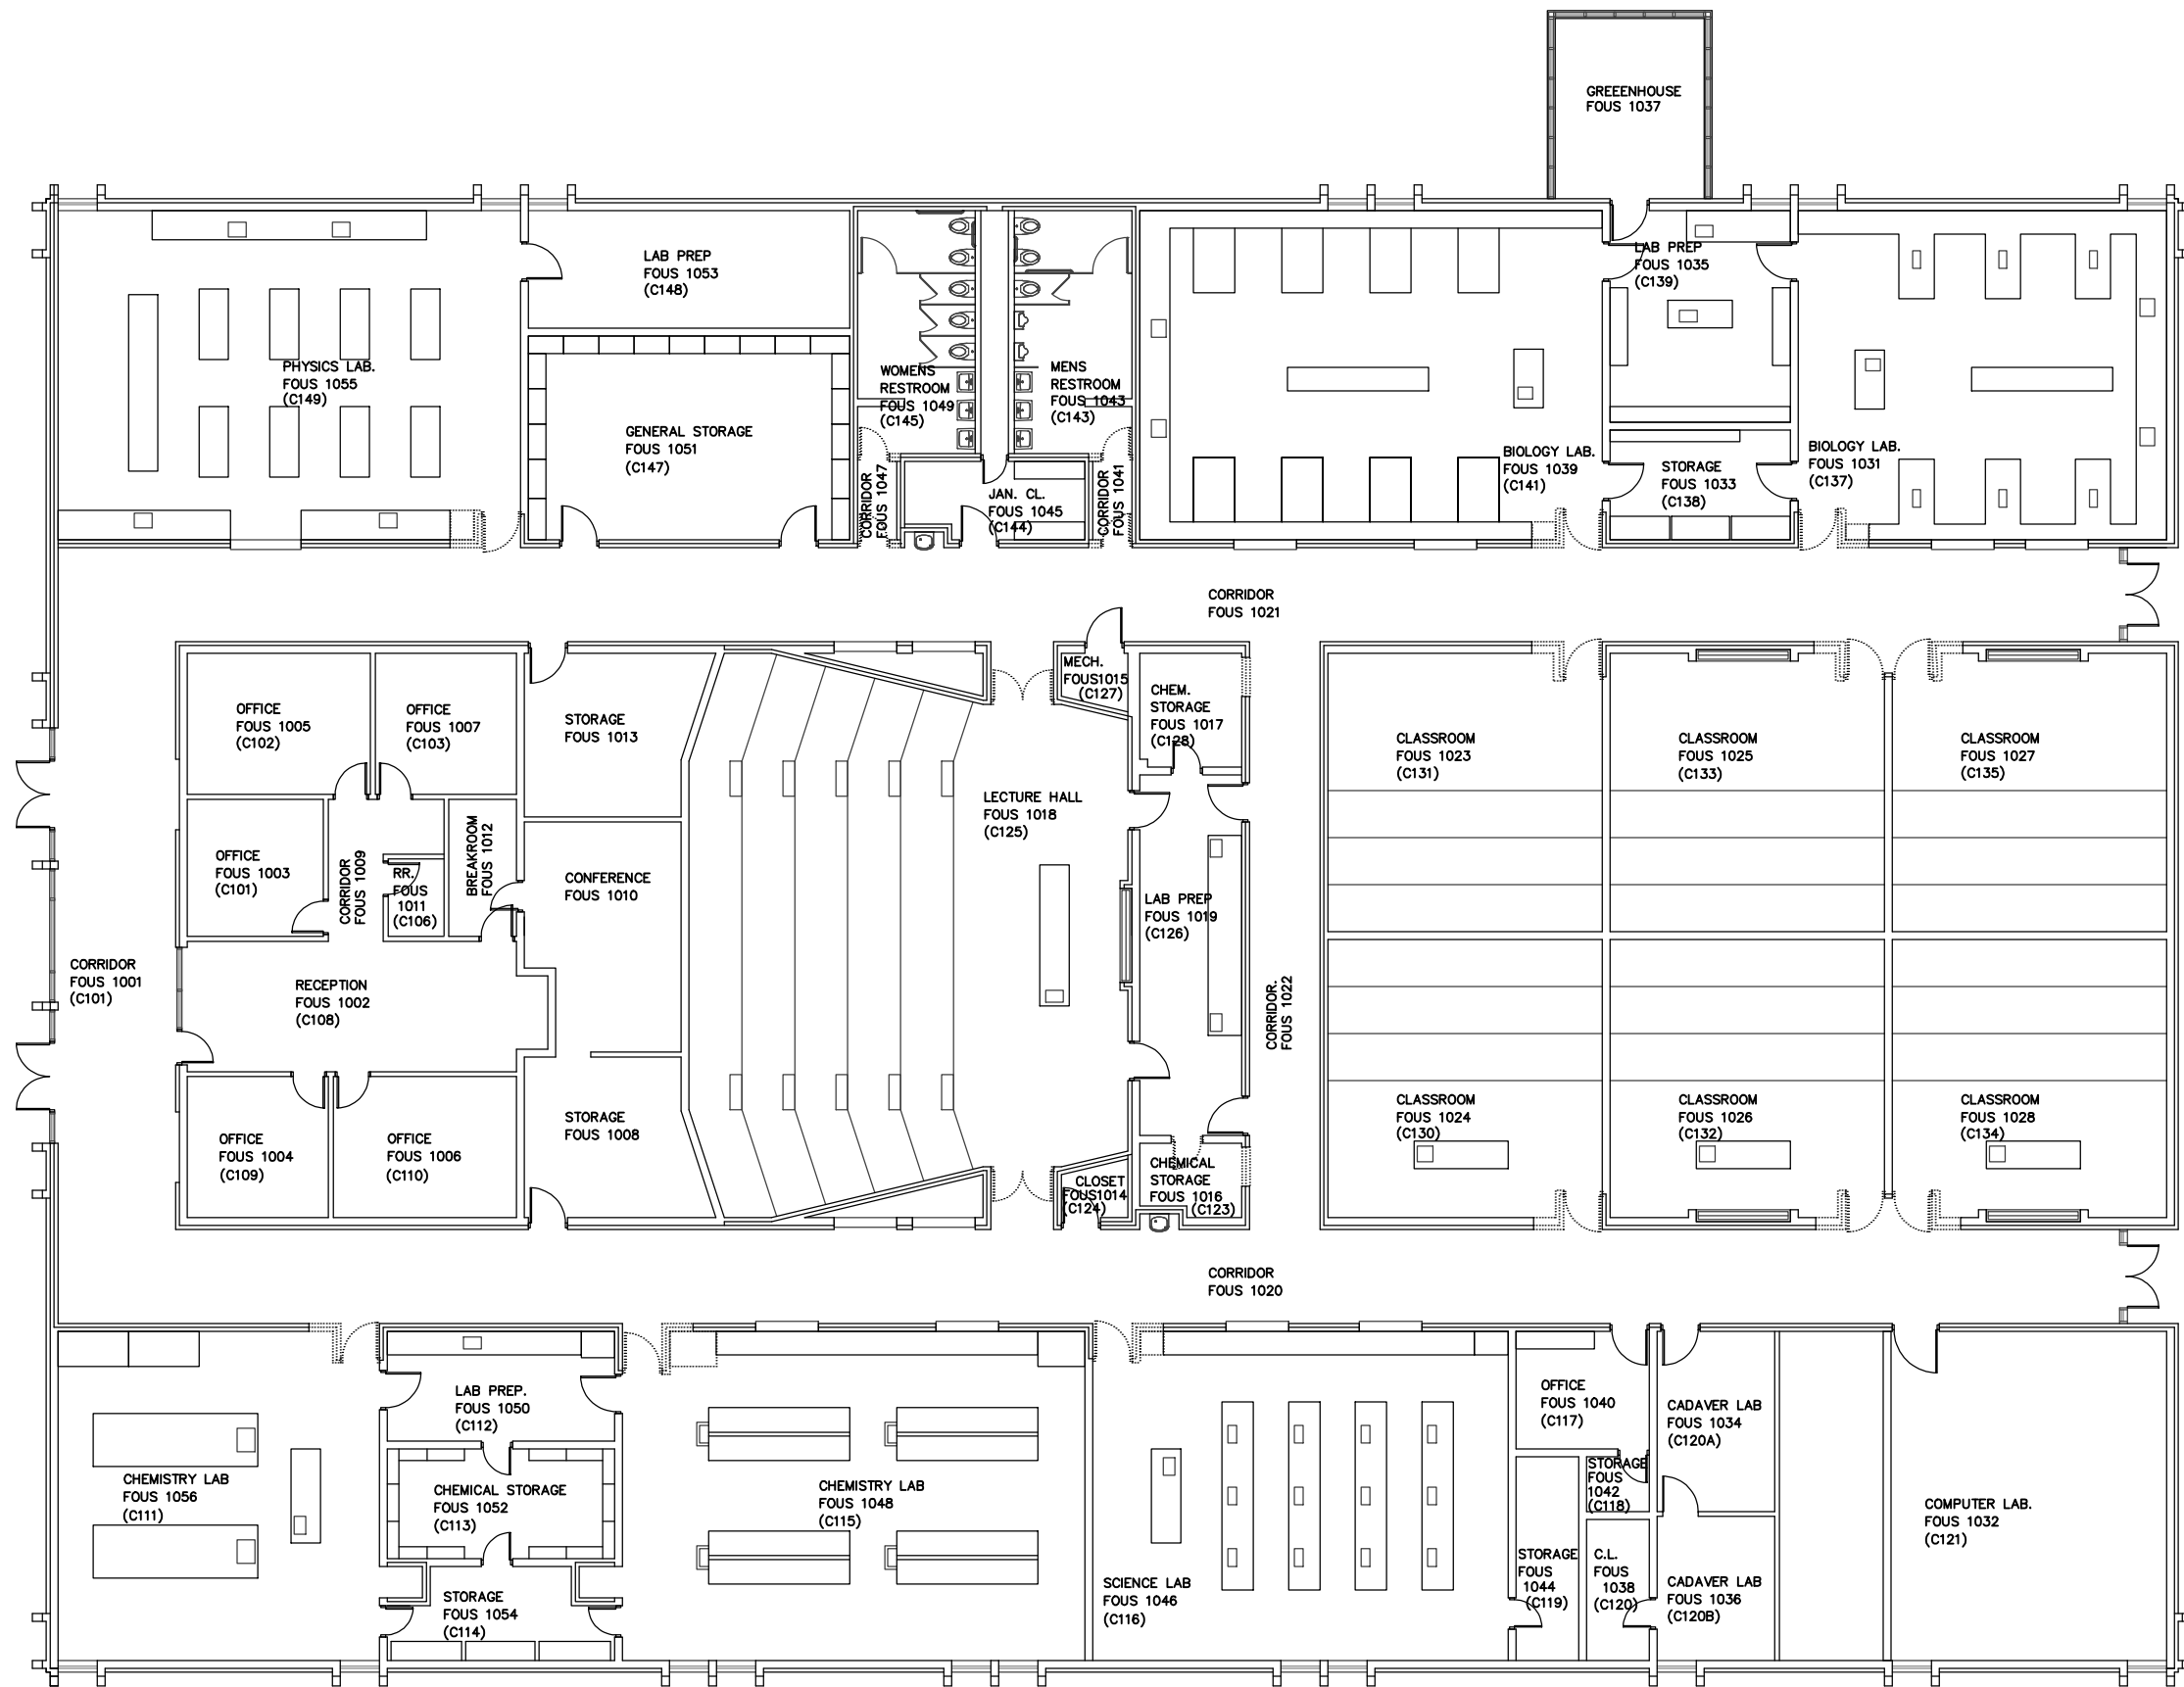 GREEENHOUSE
FOUS 1037
LAB PREP
FOUS 1053
(C148)
LAB PREP
FOUS 1035
(C139)
PHYSICS LAB.
FOUS 1055
(C149)
WOMENS
RESTROOM
FOUS 1049
(C145)
MENS
RESTROOM
FOUS 1043
(C143)
GENERAL STORAGE
FOUS 1051
(C147)
CORRIDOR
FOUS 1047
JAN. CL.
FOUS 1045
(C144)
CORRIDOR
FOUS 1041
BIOLOGY LAB.
FOUS 1039
(C141)
STORAGE
FOUS 1033
(C138)
BIOLOGY LAB.
FOUS 1031
(C137)
CORRIDOR
FOUS 1021
OFFICE
FOUS 1005
(C102)
OFFICE
FOUS 1007
(C103)
STORAGE
FOUS 1013
MECH.
FOUS1015
(C127)
CHEM.
STORAGE
FOUS 1017
(C128)
CLASSROOM
FOUS 1023
(C131)
CLASSROOM
FOUS 1025
(C133)
CLASSROOM
FOUS 1027
(C135)
LECTURE HALL
FOUS 1018
(C125)
OFFICE
FOUS 1003
(C101)
CORRIDOR
FOUS 1009
RR.
FOUS
1011
(C106)
BREAKROOM
FOUS 1012
CONFERENCE
FOUS 1010
LAB PREP
FOUS 1019
(C126)
CORRIDOR
FOUS 1001
(C101)
RECEPTION
FOUS 1002
(C108)
CORRIDOR.
FOUS 1022
OFFICE
FOUS 1004
(C109)
OFFICE
FOUS 1006
(C110)
STORAGE
FOUS 1008
CLOSET
FOUS1014
(C124)
CHEMICAL
STORAGE
FOUS 1016
(C123)
CLASSROOM
FOUS 1024
(C130)
CLASSROOM
FOUS 1026
(C132)
CLASSROOM
FOUS 1028
(C134)
CORRIDOR
FOUS 1020
LAB PREP.
FOUS 1050
(C112)
CHEMISTRY LAB
FOUS 1056
(C111)
CHEMICAL STORAGE
FOUS 1052
(C113)
STORAGE
FOUS 1054
(C114)
CHEMISTRY LAB
FOUS 1048
(C115)
SCIENCE LAB
FOUS 1046
(C116)
OFFICE
FOUS 1040
(C117)
STORAGE
FOUS
1042
(C118)
STORAGE
FOUS
1044
(C119)
C.L.
FOUS
1038
(C120)
CADAVER LAB
FOUS 1034
(C120A)
CADAVER LAB
FOUS 1036
(C120B)
COMPUTER LAB.
FOUS 1032
(C121)